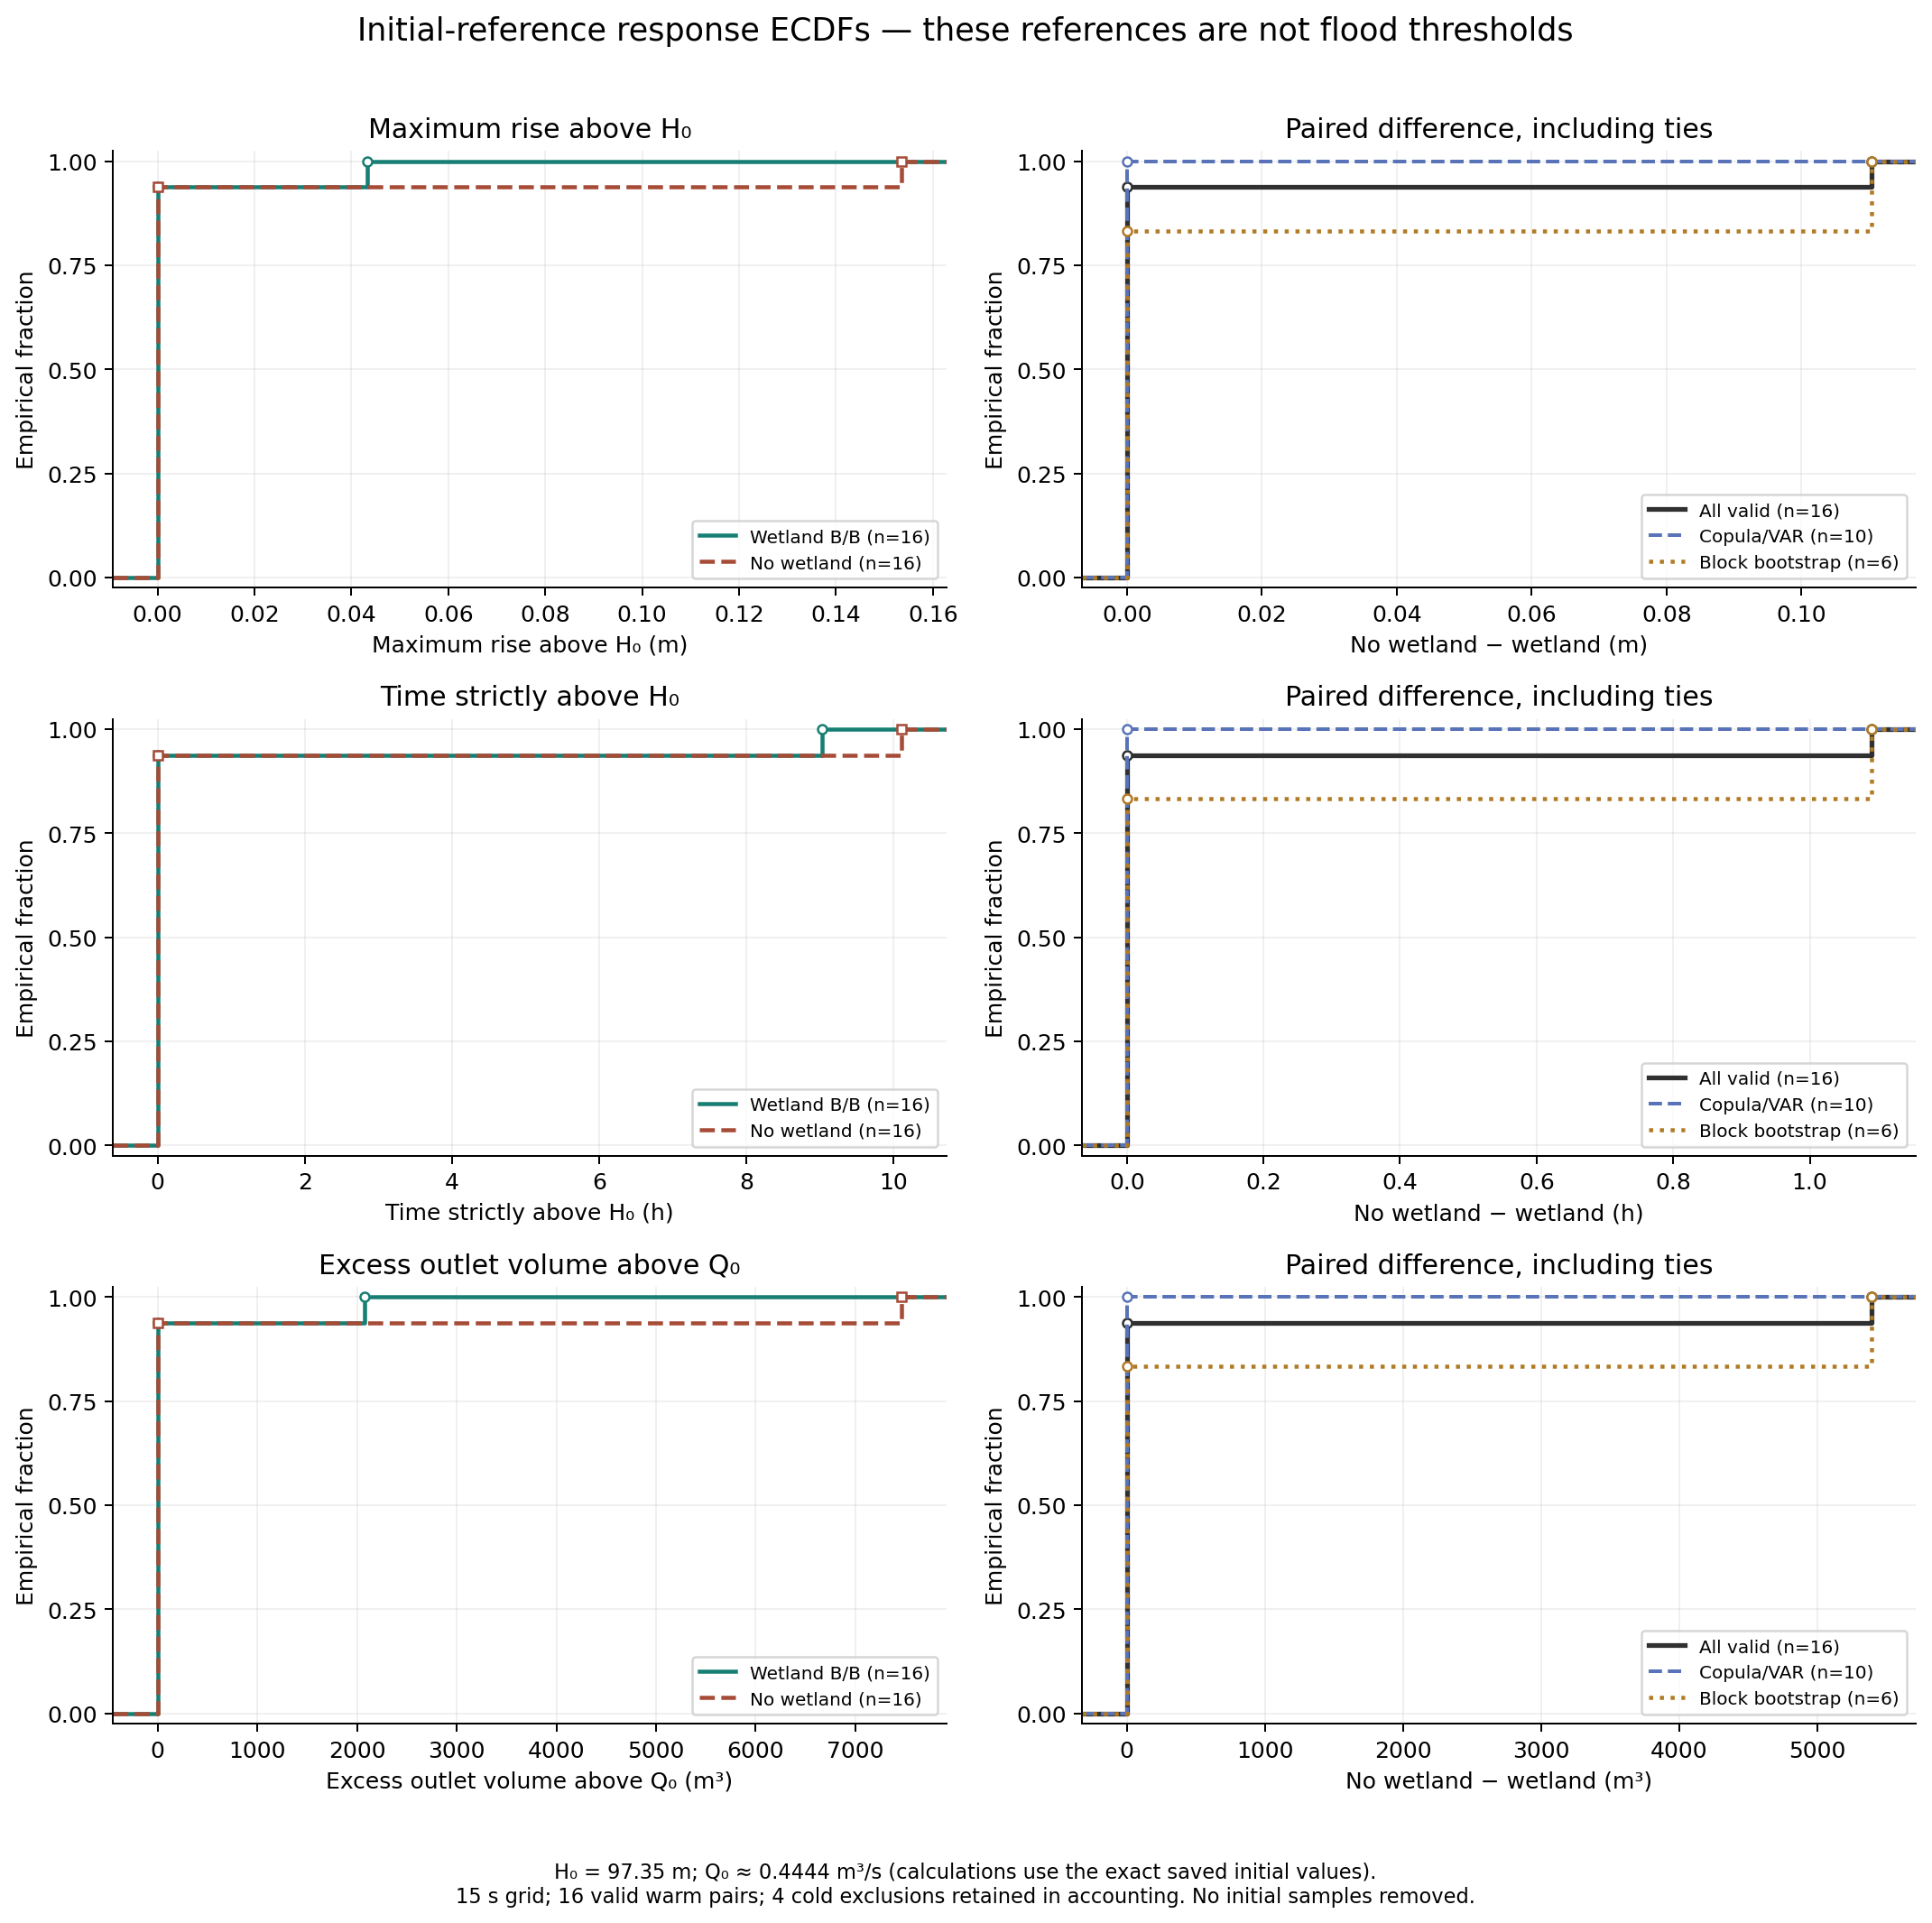 Initial-reference response ECDFs — these references are not flood thresholds
Maximum rise above H₀
Empirical fraction
1.00
0.75
0.50
0.25
0.00
Wetland B/B (n=16)
No wetland (n=16)
0.00 0.02 0.04 0.06 0.08 0.10 0.12 0.14 0.16
Maximum rise above H₀ (m)
Paired difference, including ties
Empirical fraction
1.00
0.75
0.50
0.25
0.00
All valid (n=16)
Copula/VAR (n=10)
Block bootstrap (n=6)
0.00 0.02 0.04 0.06 0.08 0.10
No wetland − wetland (m)
Time strictly above H₀
Empirical fraction
1.00
0.75
0.50
0.25
0.00
Wetland B/B (n=16)
No wetland (n=16)
0 2 4 6 8 10
Time strictly above H₀ (h)
Paired difference, including ties
Empirical fraction
1.00
0.75
0.50
0.25
0.00
All valid (n=16)
Copula/VAR (n=10)
Block bootstrap (n=6)
0.0 0.2 0.4 0.6 0.8 1.0
No wetland − wetland (h)
Excess outlet volume above Q₀
Empirical fraction
1.00
0.75
0.50
0.25
0.00
Wetland B/B (n=16)
No wetland (n=16)
0 1000 2000 3000 4000 5000 6000 7000
Excess outlet volume above Q₀ (m³)
Paired difference, including ties
Empirical fraction
1.00
0.75
0.50
0.25
0.00
All valid (n=16)
Copula/VAR (n=10)
Block bootstrap (n=6)
0 1000 2000 3000 4000 5000
No wetland − wetland (m³)
H₀ = 97.35 m; Q₀ ≈ 0.4444 m³/s (calculations use the exact saved initial values).
15 s grid; 16 valid warm pairs; 4 cold exclusions retained in accounting. No initial samples removed.